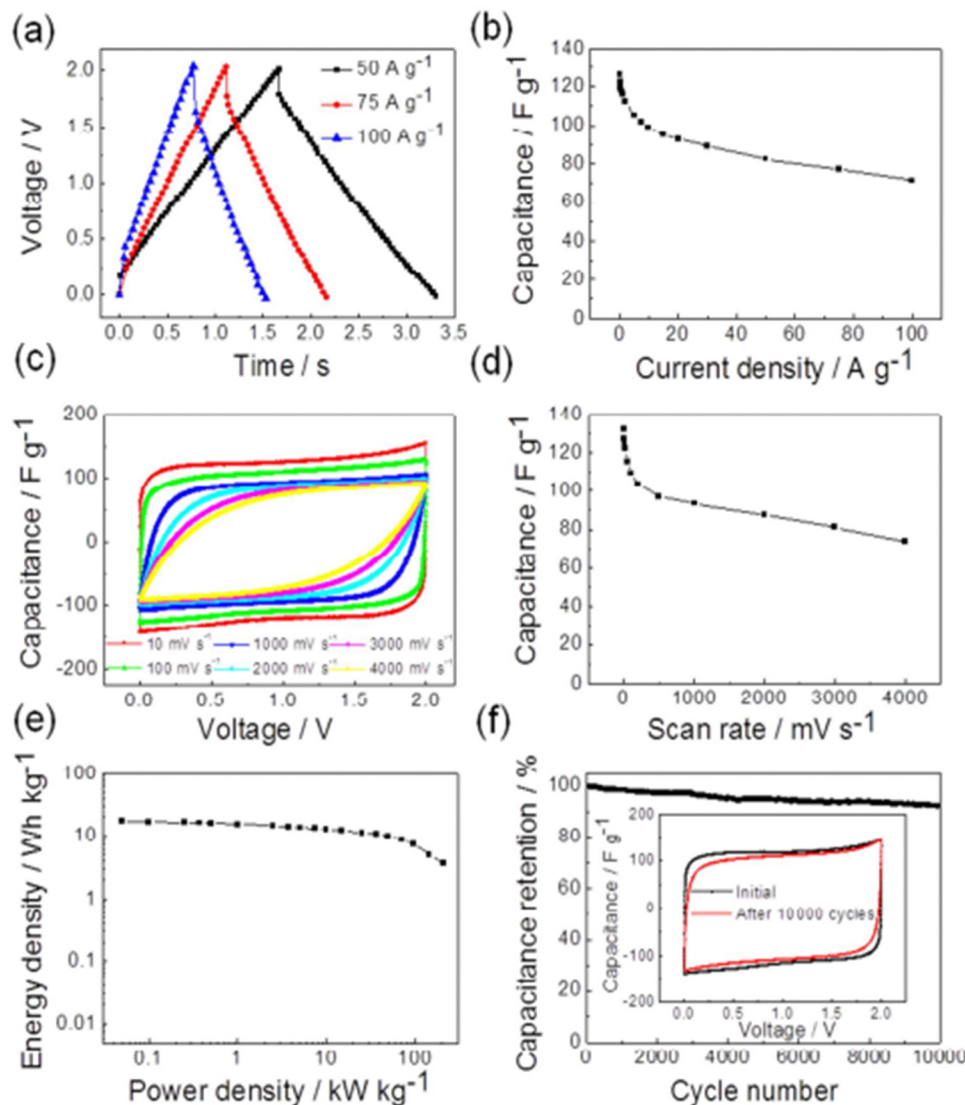 (a)
Voltage / V
2.0
1.5
1.0
0.5
0.0
50 A g⁻¹
75 A g⁻¹
100 A g⁻¹
0.0 0.5 1.0 1.5 2.0 2.5 3.0 3.5
Time / s
(b)
Capacitance / F g⁻¹
140
120
100
80
60
40
20
0
0 20 40 60 80 100
Current density / A g⁻¹
(c)
Capacitance / F g⁻¹
200
100
0
-100
-200
10 mV s⁻¹ 1000 mV s⁻¹ 3000 mV s⁻¹
100 mV s⁻¹ 2000 mV s⁻¹ 4000 mV s⁻¹
0.0 0.5 1.0 1.5 2.0
Voltage / V
(d)
Capacitance / F g⁻¹
140
120
100
80
60
40
20
0
0 1000 2000 3000 4000
Scan rate / mV s⁻¹
(e)
Energy density / Wh kg⁻¹
100
10
1
0.1
0.01
0.1 1 10 100
Power density / kW kg⁻¹
(f)
Capacitance retention / %
100
80
60
40
20
0
Capacitance / F g⁻¹
200
100
0
-100
-200
Initial
After 10000 cycles
0.0 0.5 1.0 1.5 2.0
Voltage / V
0 2000 4000 6000 8000 10000
Cycle number